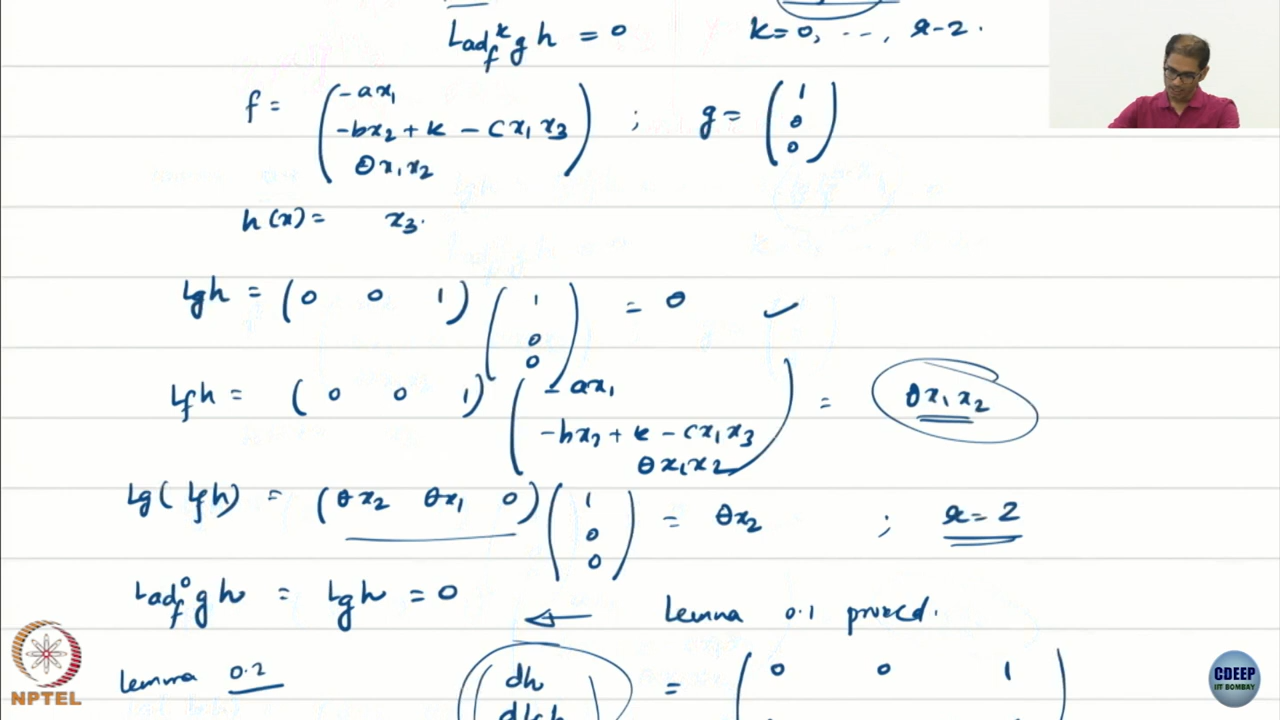 L_{ad_f^k g} h = 0     k = 0, ..., r-2.
f = ( -ax₁ ; -bx₂ + k - cx₁x₃ ; θx₁x₂ ) ; g = ( 1 ; 0 ; 0 )
h(x) = x₃.
Lgh = ( 0 0 1 ) ( 1 ; 0 ; 0 ) = 0 ✓
Lfh = ( 0 0 1 ) ( -ax₁ ; -bx₂ + k - cx₁x₃ ; θx₁x₂ ) = θx₁x₂
Lg(Lfh) = ( θx₂ θx₁ 0 ) ( 1 ; 0 ; 0 ) = θx₂ ; r = 2
L_{ad_f^0 g} h = Lgh = 0 ← Lemma 0.1 proved.
Lemma 0.2 ( dh ; dLfh ) = ( 0 0 1
NPTEL
CDEEP
IIT BOMBAY